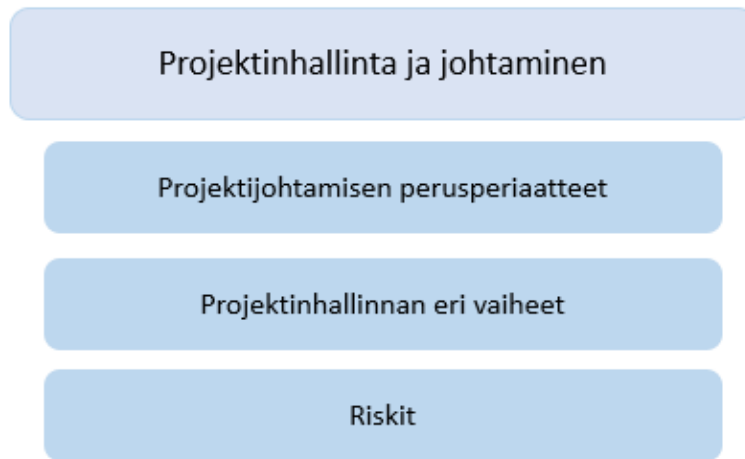 Projektinhallinta ja johtaminen
Projektijohtamisen perusperiaatteet
Projektinhallinnan eri vaiheet
Riskit